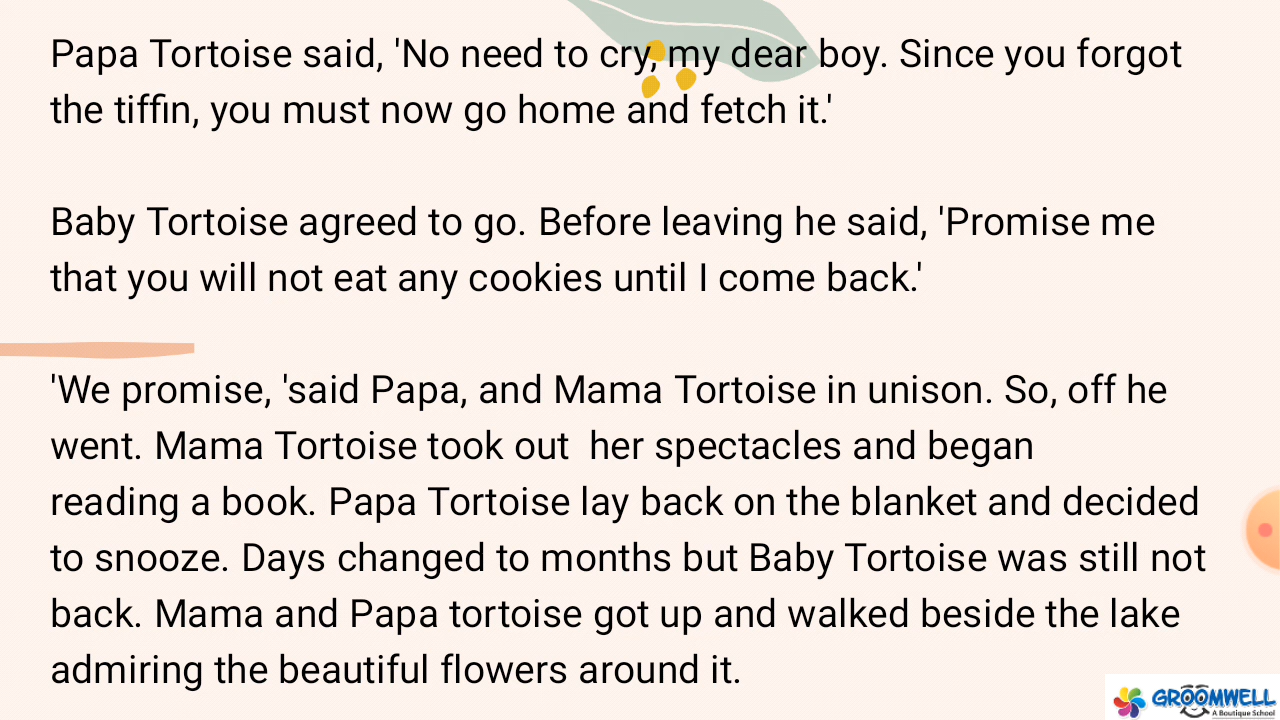 Papa Tortoise said, 'No need to cry, my dear boy. Since you forgot
the tiffin, you must now go home and fetch it.'
Baby Tortoise agreed to go. Before leaving he said, 'Promise me
that you will not eat any cookies until I come back.'
'We promise, 'said Papa, and Mama Tortoise in unison. So, off he
went. Mama Tortoise took out  her spectacles and began
reading a book. Papa Tortoise lay back on the blanket and decided
to snooze. Days changed to months but Baby Tortoise was still not
back. Mama and Papa tortoise got up and walked beside the lake
admiring the beautiful flowers around it.
GROOMWELL
A Boutique School